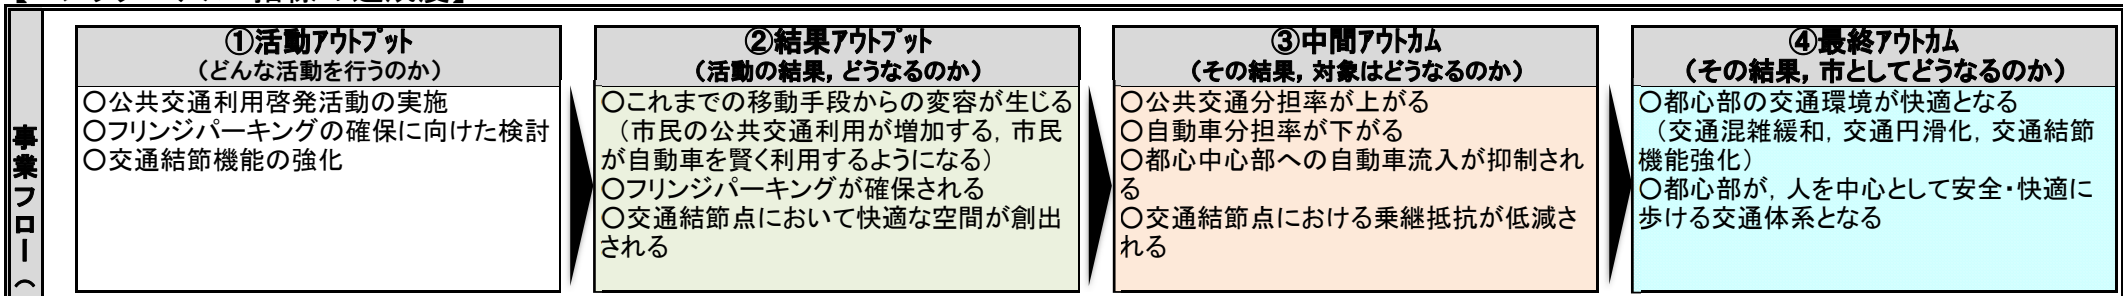 事業フロー（
①活動ｱｳﾄﾌﾟｯﾄ
（どんな活動を行うのか）
○公共交通利用啓発活動の実施
○フリンジパーキングの確保に向けた検討
○交通結節機能の強化
②結果ｱｳﾄﾌﾟｯﾄ
（活動の結果，どうなるのか）
○これまでの移動手段からの変容が生じる
（市民の公共交通利用が増加する，市民
が自動車を賢く利用するようになる）
○フリンジパーキングが確保される
○交通結節点において快適な空間が創出
される
③中間ｱｳﾄｶﾑ
（その結果，対象はどうなるのか）
○公共交通分担率が上がる
○自動車分担率が下がる
○都心中心部への自動車流入が抑制され
る
○交通結節点における乗継抵抗が低減さ
れる
④最終ｱｳﾄｶﾑ
（その結果，市としてどうなるのか）
○都心部の交通環境が快適となる
（交通混雑緩和，交通円滑化，交通結節
機能強化）
○都心部が，人を中心として安全・快適に
歩ける交通体系となる